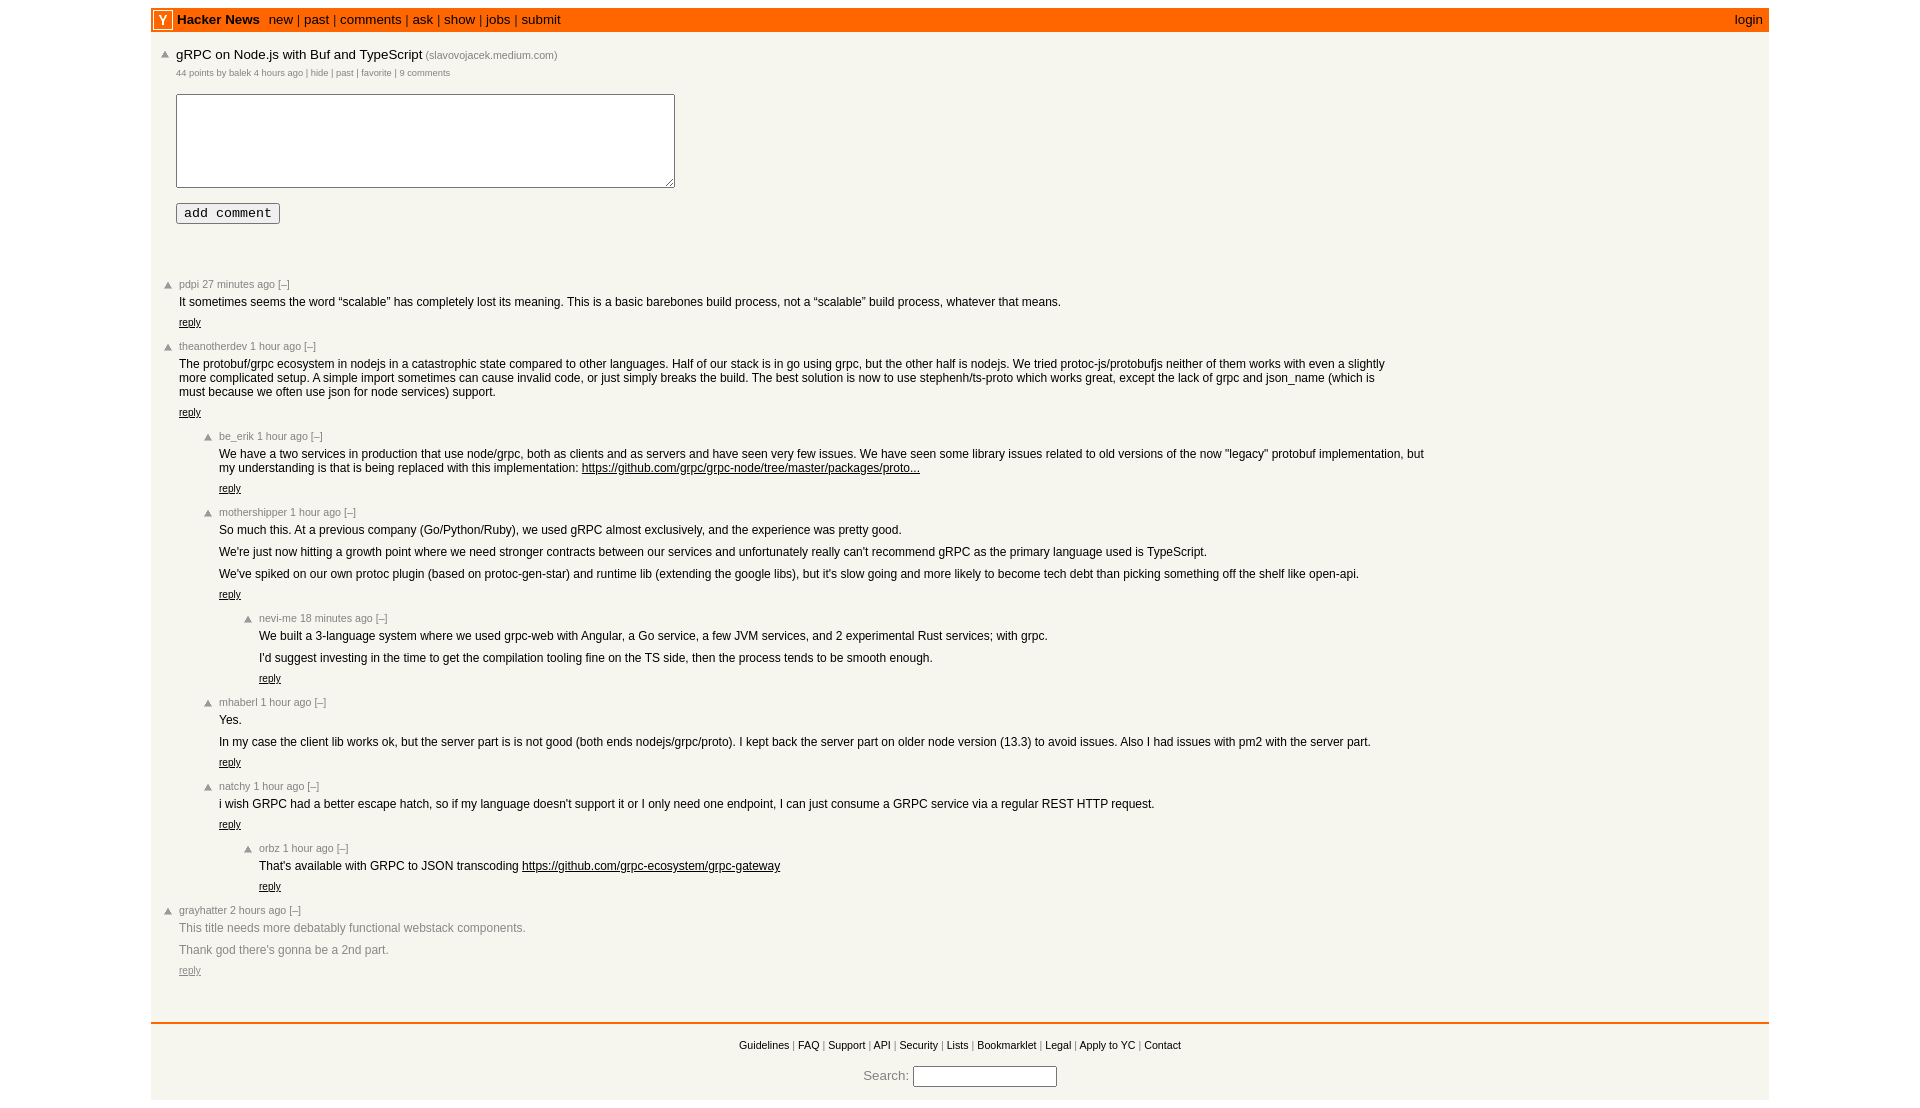 Y Hacker News new | past | comments | ask | show | jobs | submit login
gRPC on Node.js with Buf and TypeScript (slavovojacek.medium.com)
44 points by balek 4 hours ago | hide | past | favorite | 9 comments
add comment
pdpi 27 minutes ago [–]
It sometimes seems the word “scalable” has completely lost its meaning. This is a basic barebones build process, not a “scalable” build process, whatever that means.
reply
theanotherdev 1 hour ago [–]
The protobuf/grpc ecosystem in nodejs in a catastrophic state compared to other languages. Half of our stack is in go using grpc, but the other half is nodejs. We tried protoc-js/protobufjs neither of them works with even a slightly
more complicated setup. A simple import sometimes can cause invalid code, or just simply breaks the build. The best solution is now to use stephenh/ts-proto which works great, except the lack of grpc and json_name (which is
must because we often use json for node services) support.
reply
be_erik 1 hour ago [–]
We have a two services in production that use node/grpc, both as clients and as servers and have seen very few issues. We have seen some library issues related to old versions of the now "legacy" protobuf implementation, but
my understanding is that is being replaced with this implementation: https://github.com/grpc/grpc-node/tree/master/packages/proto...
reply
mothershipper 1 hour ago [–]
So much this. At a previous company (Go/Python/Ruby), we used gRPC almost exclusively, and the experience was pretty good.
We're just now hitting a growth point where we need stronger contracts between our services and unfortunately really can't recommend gRPC as the primary language used is TypeScript.
We've spiked on our own protoc plugin (based on protoc-gen-star) and runtime lib (extending the google libs), but it's slow going and more likely to become tech debt than picking something off the shelf like open-api.
reply
nevi-me 18 minutes ago [–]
We built a 3-language system where we used grpc-web with Angular, a Go service, a few JVM services, and 2 experimental Rust services; with grpc.
I'd suggest investing in the time to get the compilation tooling fine on the TS side, then the process tends to be smooth enough.
reply
mhaberl 1 hour ago [–]
Yes.
In my case the client lib works ok, but the server part is is not good (both ends nodejs/grpc/proto). I kept back the server part on older node version (13.3) to avoid issues. Also I had issues with pm2 with the server part.
reply
natchy 1 hour ago [–]
i wish GRPC had a better escape hatch, so if my language doesn't support it or I only need one endpoint, I can just consume a GRPC service via a regular REST HTTP request.
reply
orbz 1 hour ago [–]
That's available with GRPC to JSON transcoding https://github.com/grpc-ecosystem/grpc-gateway
reply
grayhatter 2 hours ago [–]
This title needs more debatably functional webstack components.
Thank god there's gonna be a 2nd part.
reply
Guidelines | FAQ | Support | API | Security | Lists | Bookmarklet | Legal | Apply to YC | Contact
Search: